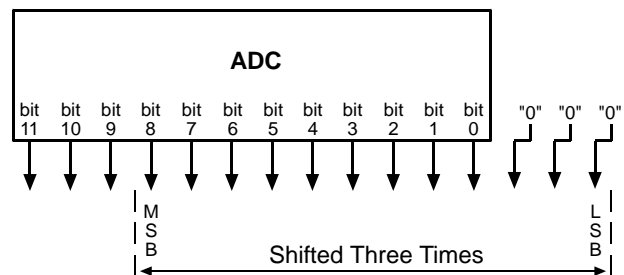 ADC
bit bit bit bit bit bit bit bit bit bit bit bit "0" "0" "0"
11 10 9 8 7 6 5 4 3 2 1 0
MSB LSB
Shifted Three Times